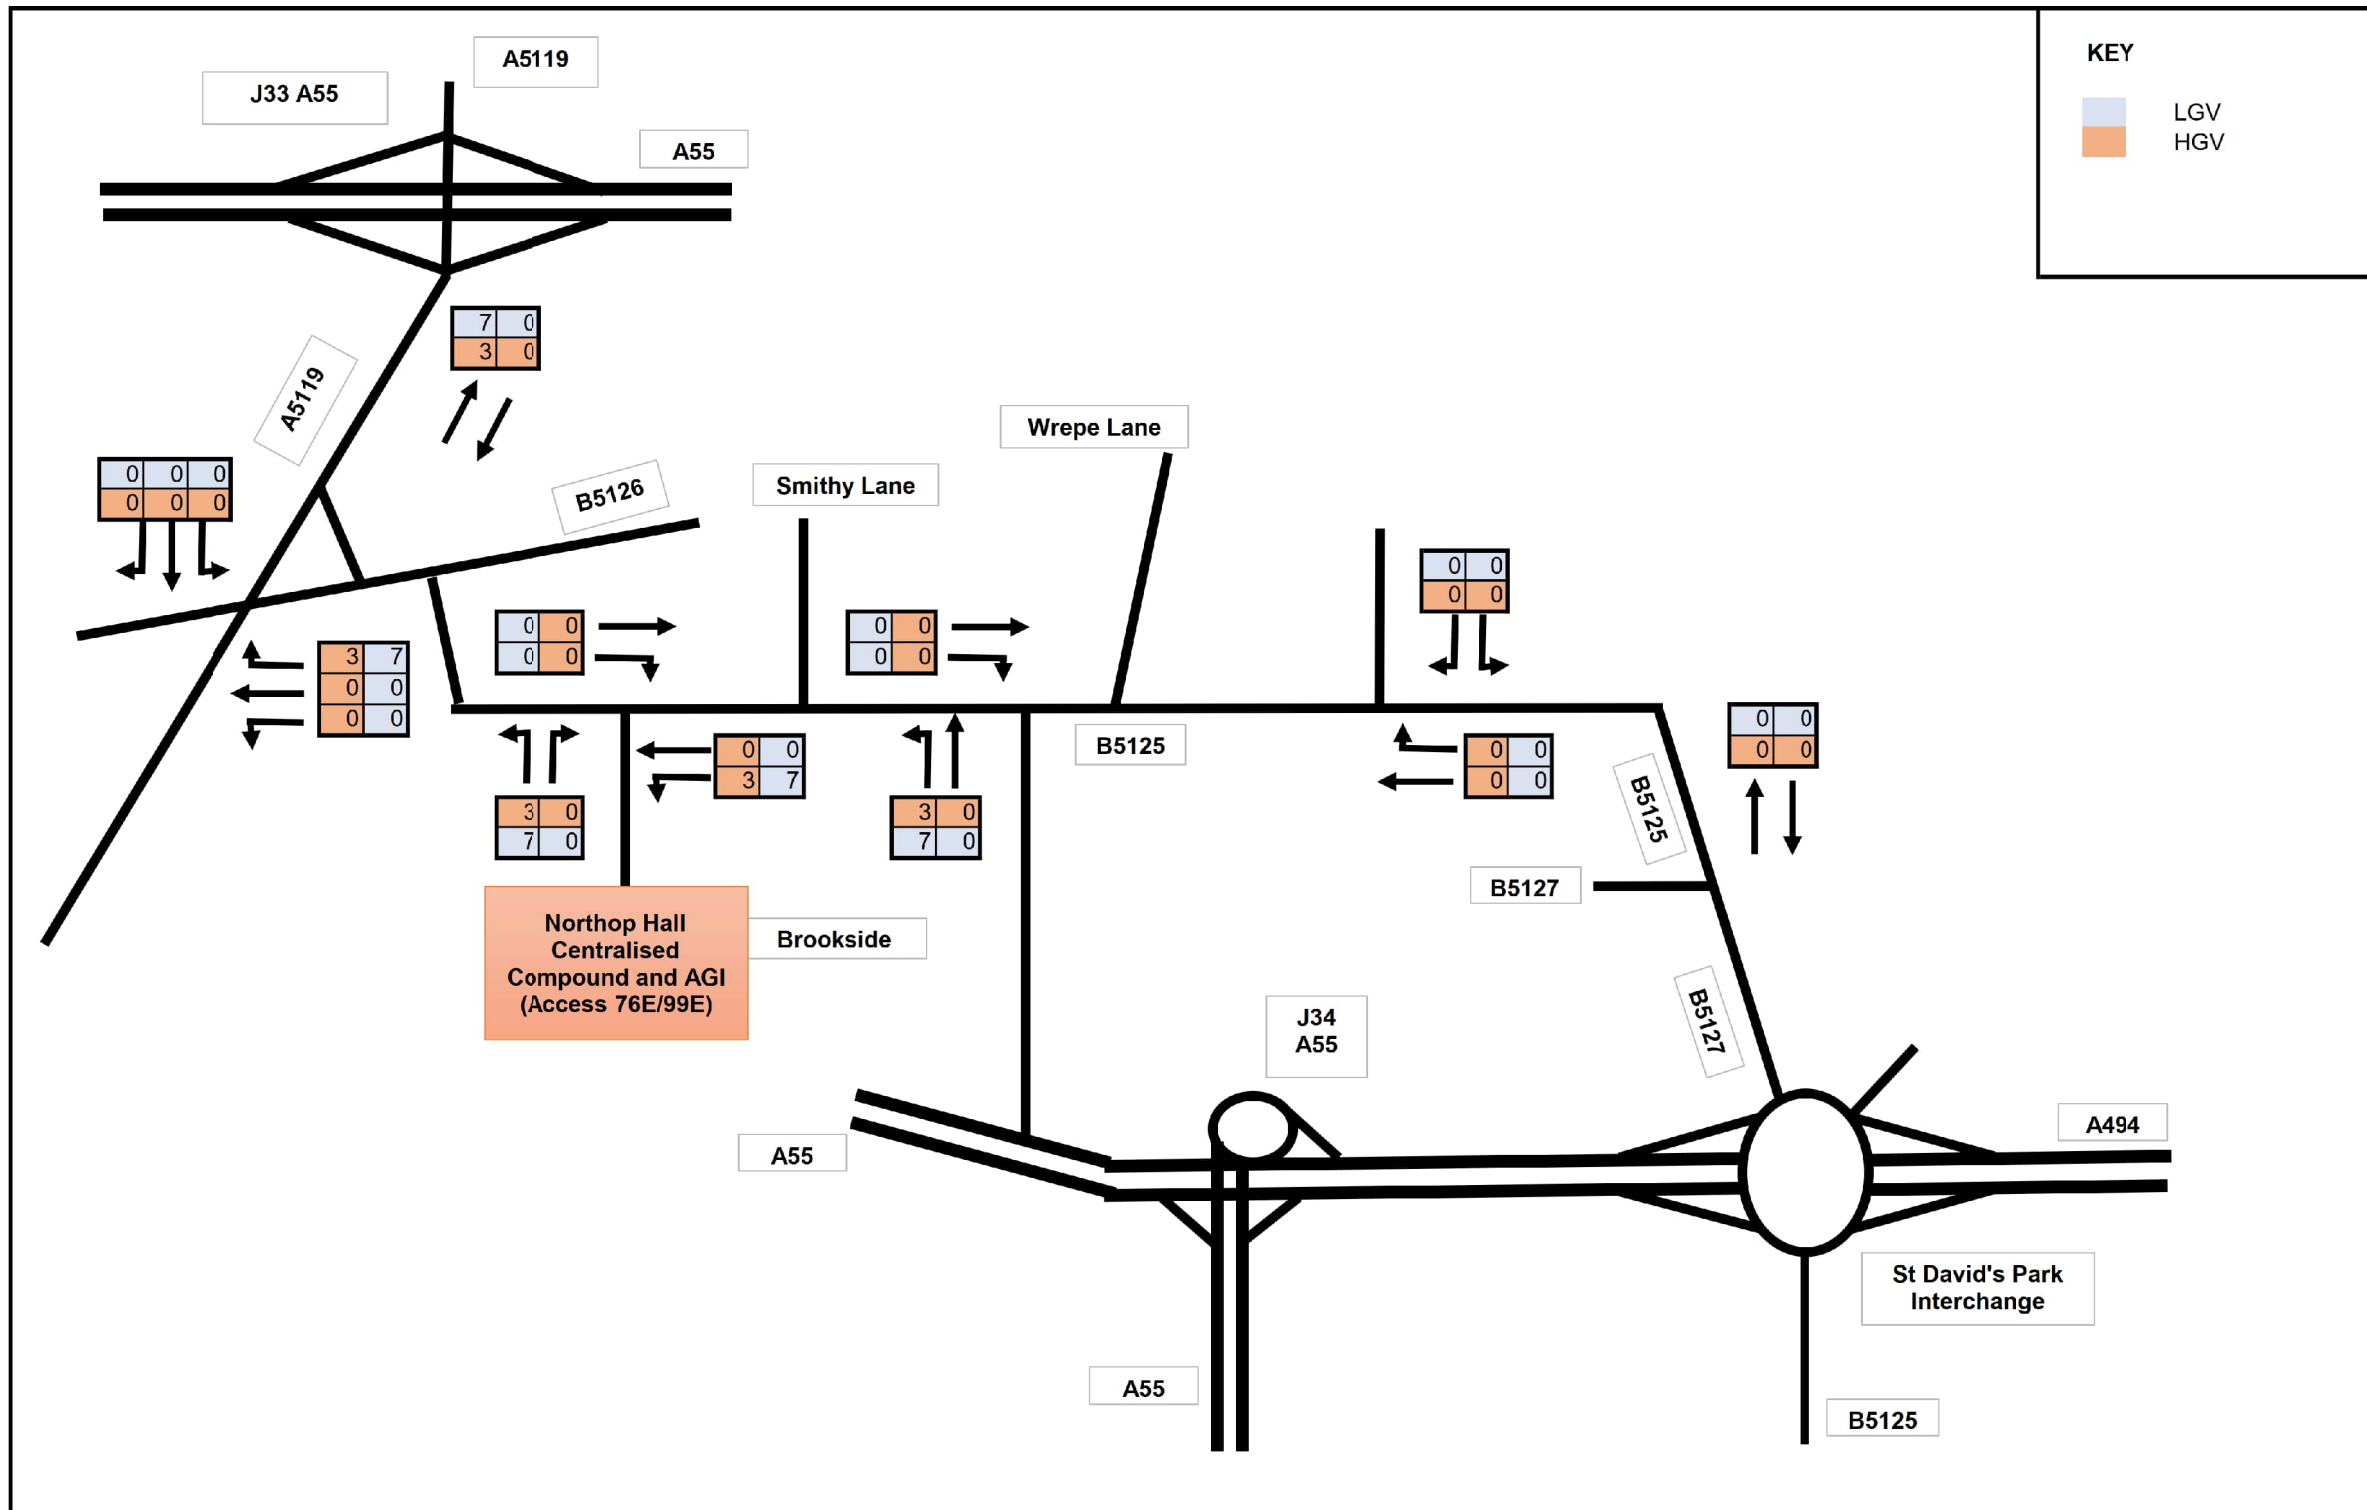 KEY
LGV
HGV
A5119
J33 A55
A55
7 0
3 0
A5119
B5126
Smithy Lane
Wrepe Lane
0 0 0
0 0 0
0 0
0 0
0 0
0 0
0 0
0 0
3 7
0 0
0 0
0 0
3 7
B5125
0 0
0 0
0 0
0 0
3 0
7 0
3 0
7 0
B5125
B5127
Northop Hall
Centralised
Compound and AGI
(Access 76E/99E)
Brookside
B5127
J34
A55
A494
A55
St David's Park
Interchange
A55
B5125